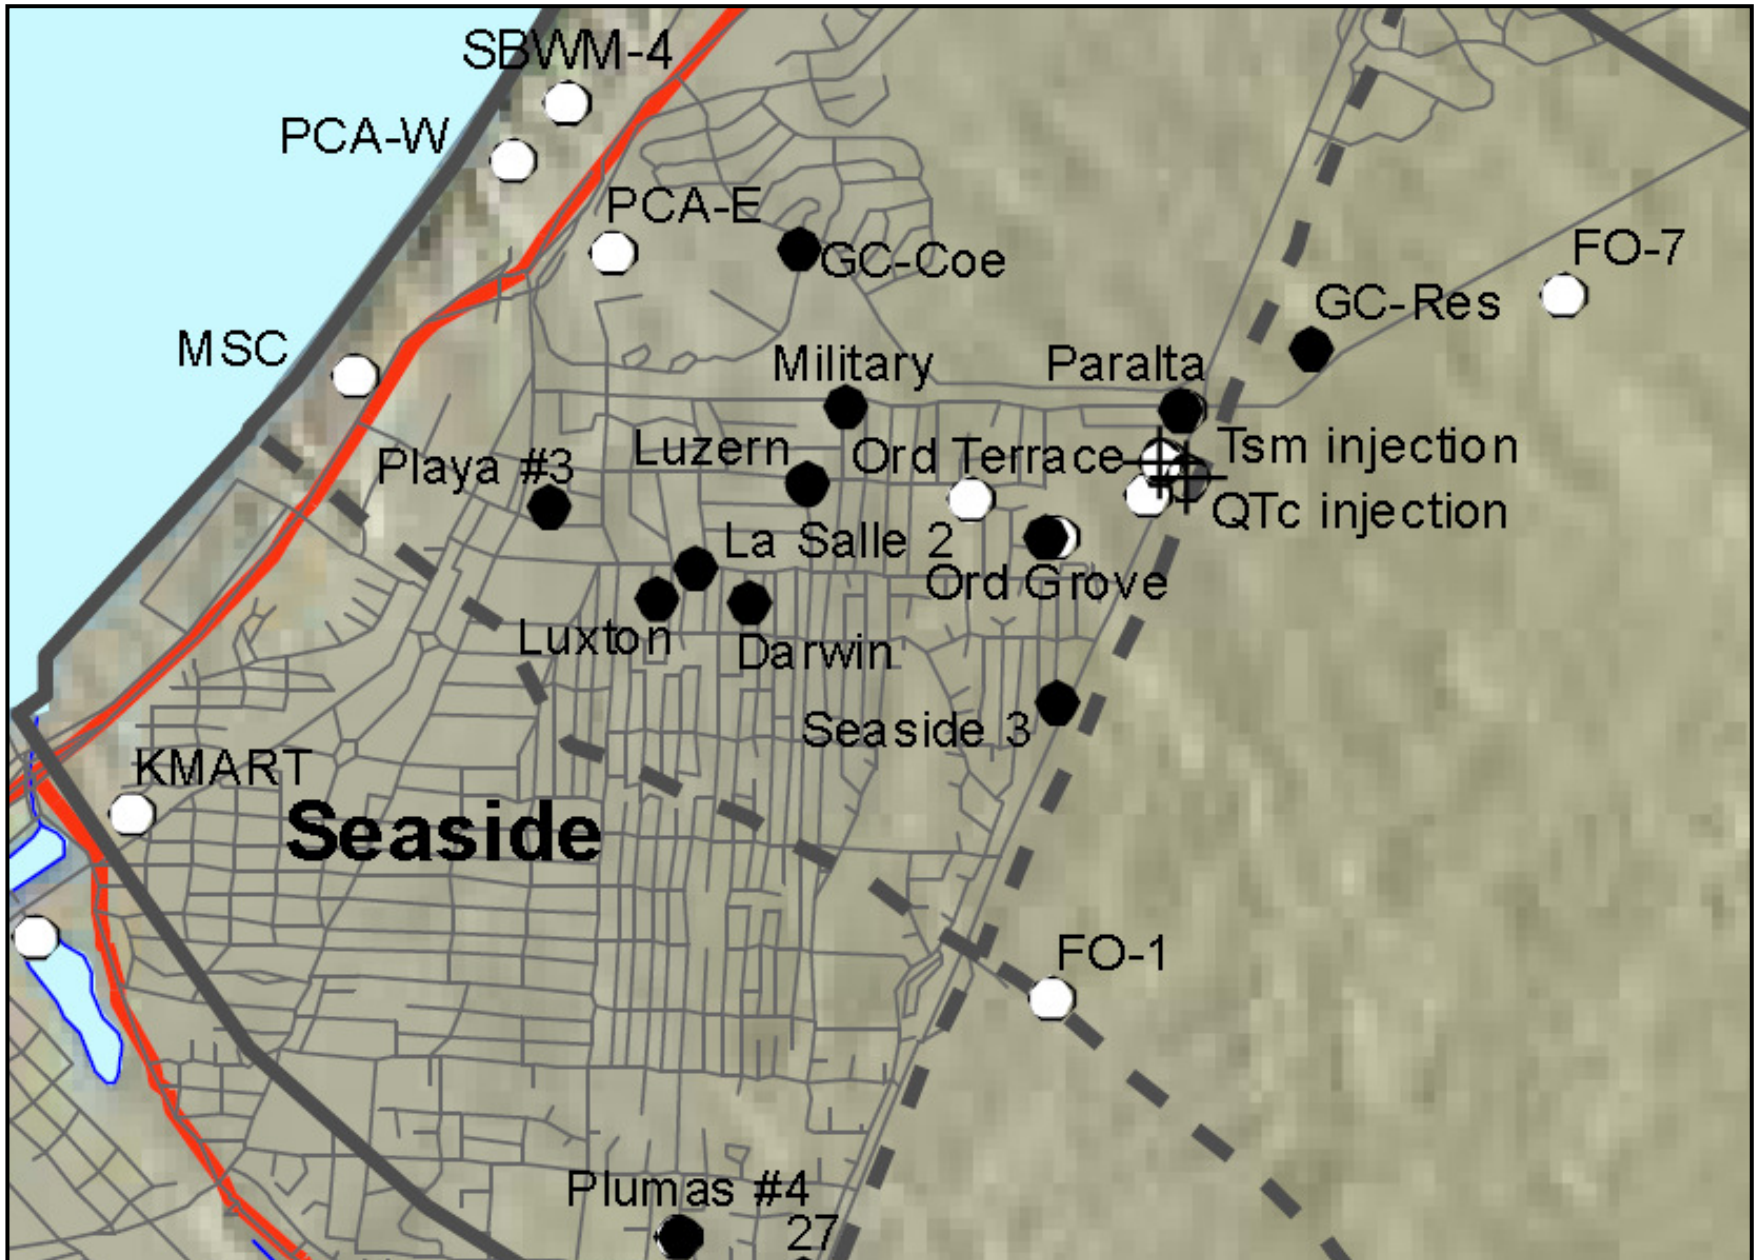 SBWM-4
PCA-W
PCA-E
GC-Coe
FO-7
GC-Res
MSC
Military
Paralta
Luzern
Ord Terrace
Tsm injection
Playa #3
QTc injection
La Salle 2
Ord Grove
Luxton
Darwin
Seaside 3
KMART
Seaside
FO-1
Plumas #4
27